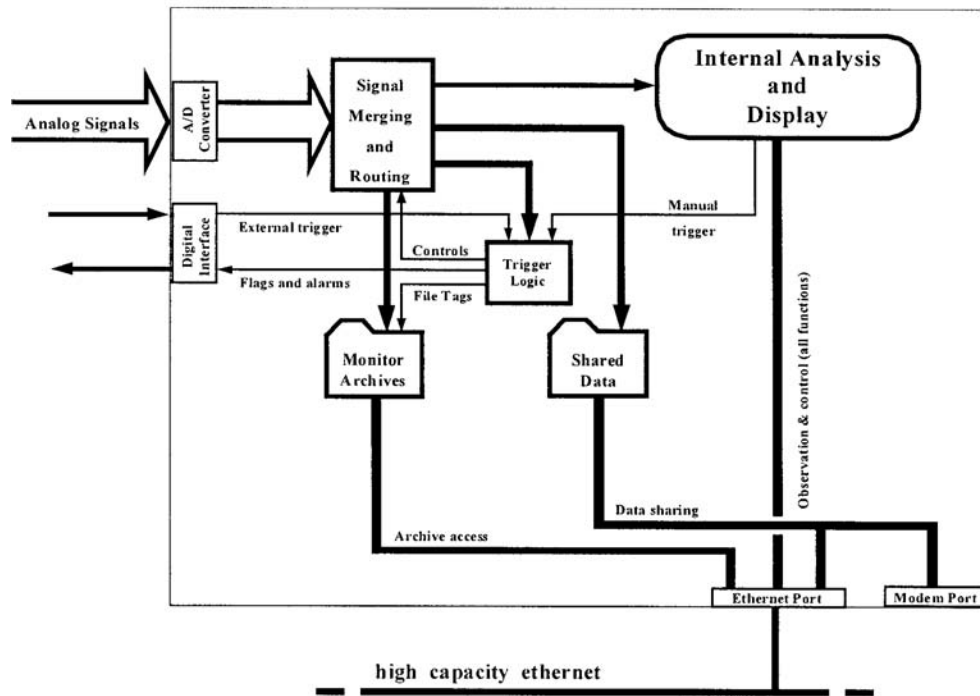 Internal Analysis
and
Display
Signal
Merging
and
Routing
A/D
Converter
Analog Signals
Digital
Interface
External trigger
Manual
trigger
Controls
Trigger
Logic
Flags and alarms
File Tags
Monitor
Archives
Shared
Data
Observation & control (all functions)
Data sharing
Archive access
Ethernet Port
Modem Port
high capacity ethernet